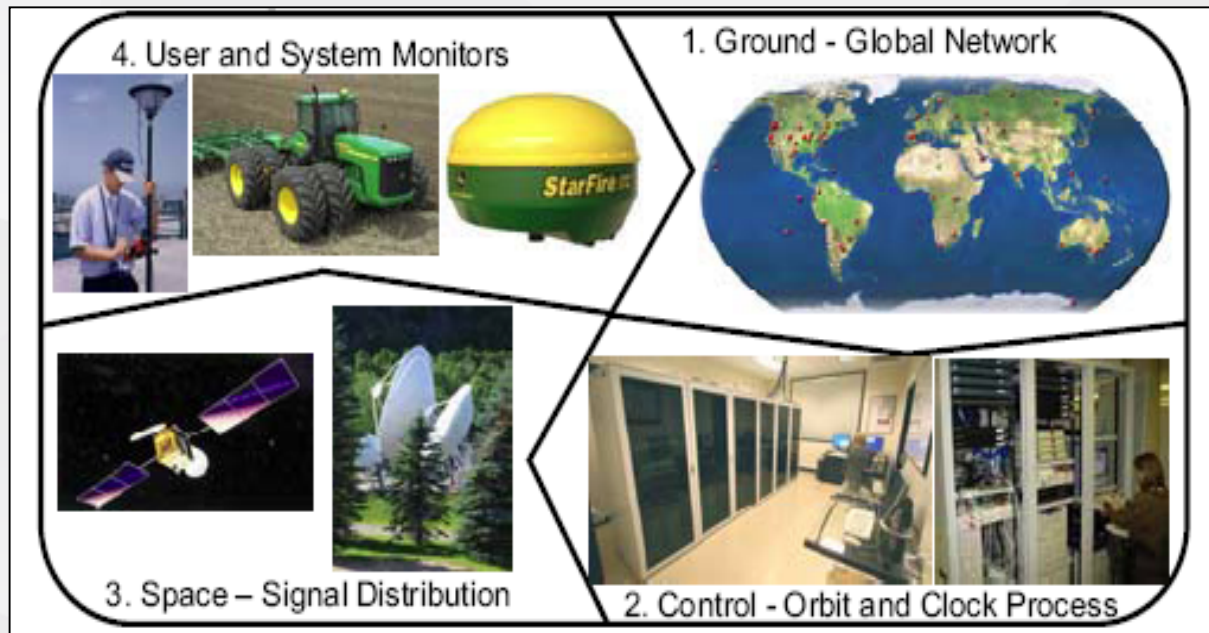 4. User and System Monitors
1. Ground - Global Network
StarFire
3. Space – Signal Distribution
2. Control - Orbit and Clock Process